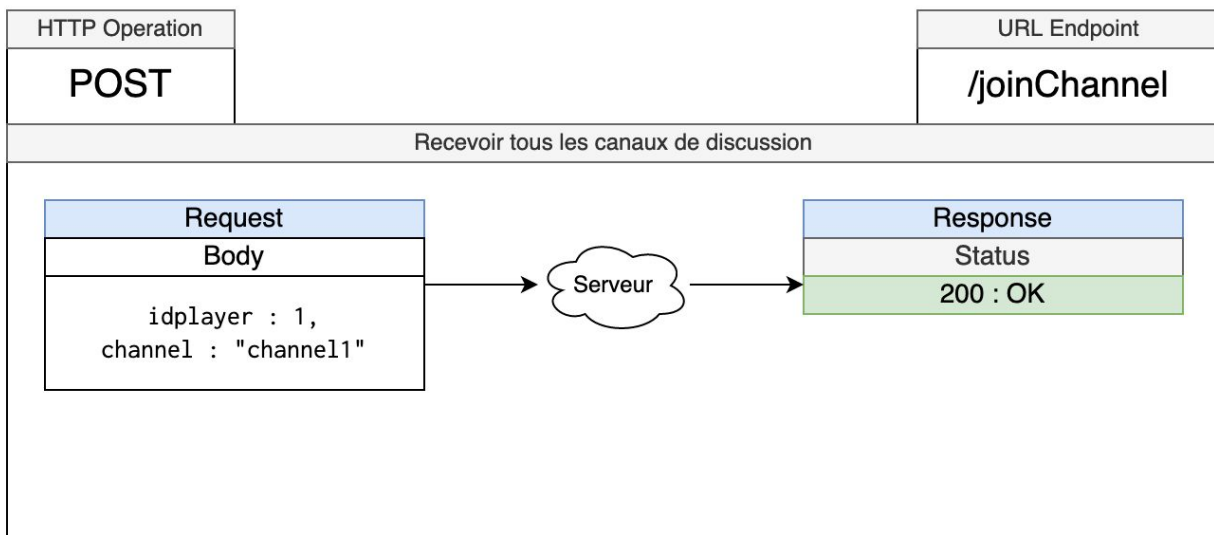 HTTP Operation
URL Endpoint
POST
/joinChannel
Recevoir tous les canaux de discussion
Request
Body
idplayer : 1,
channel : "channel1"
Serveur
Response
Status
200 : OK